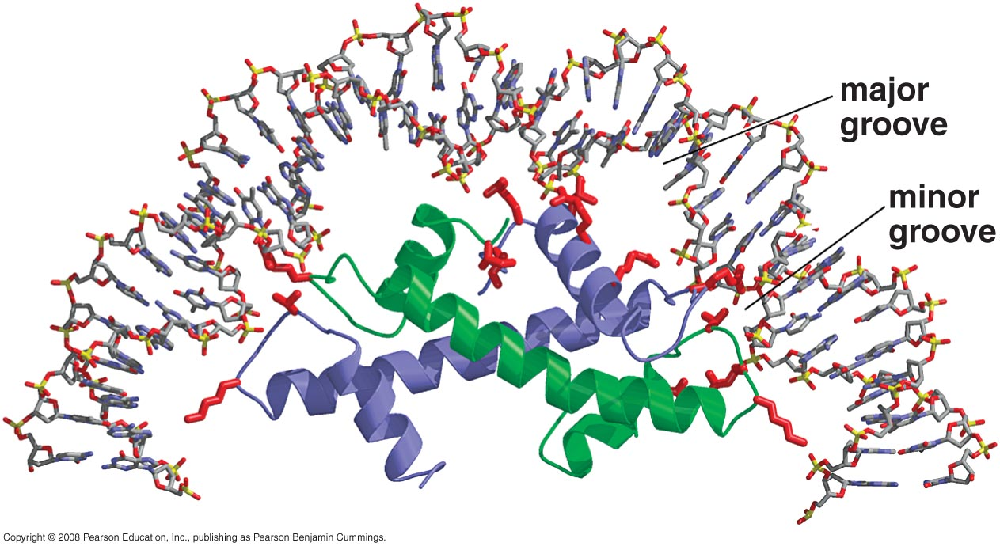 major
groove
minor
groove
Copyright © 2008 Pearson Education, Inc., publishing as Pearson Benjamin Cummings.